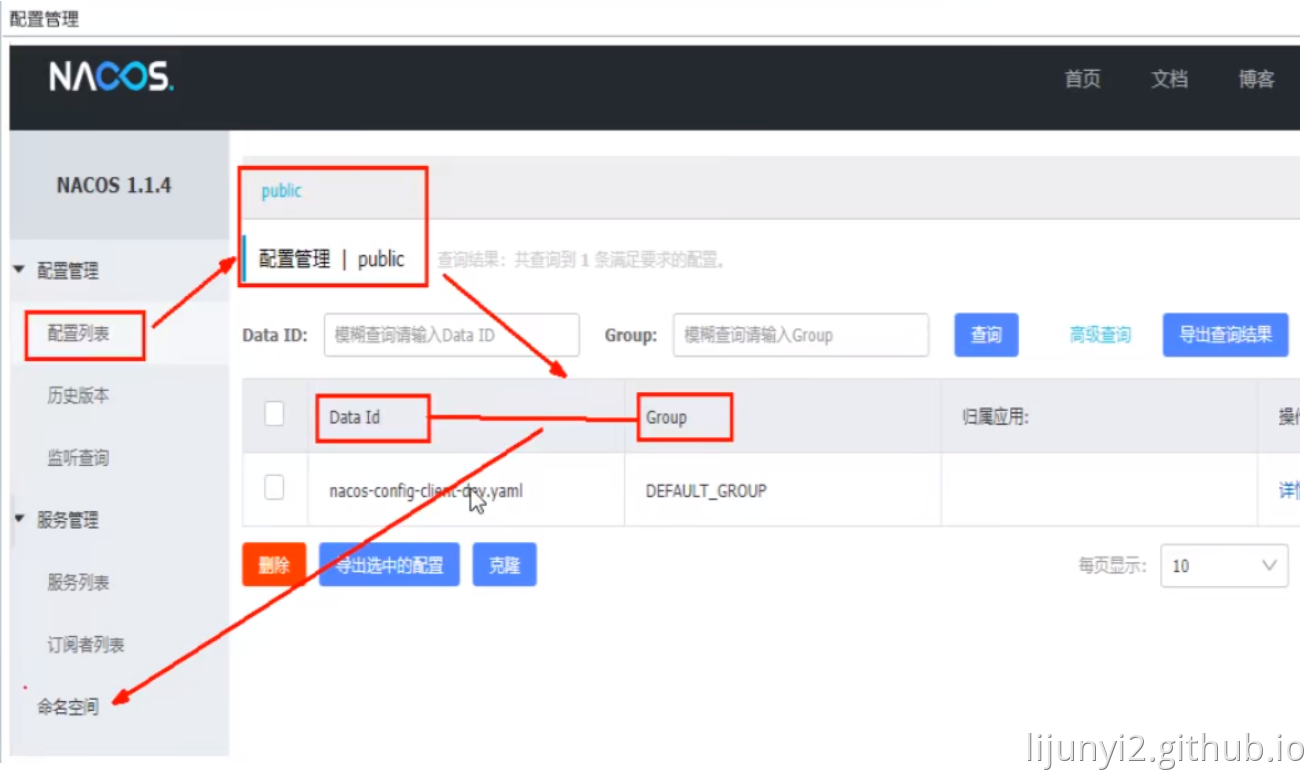 配置管理
NACOS.
首页 文档 博客
NACOS 1.1.4
public
配置管理 | public 查询结果：共查询到 1 条满足要求的配置。
配置管理
配置列表
Data ID: 模糊查询请输入Data ID Group: 模糊查询请输入Group 查询 高级查询 导出查询结果
历史版本
Data Id Group 归属应用:
监听查询
nacos-config-client-dev.yaml DEFAULT_GROUP
服务管理
删除 导出选中的配置 克隆 每页显示: 10
服务列表
订阅者列表
命名空间
lijunyi2.github.io